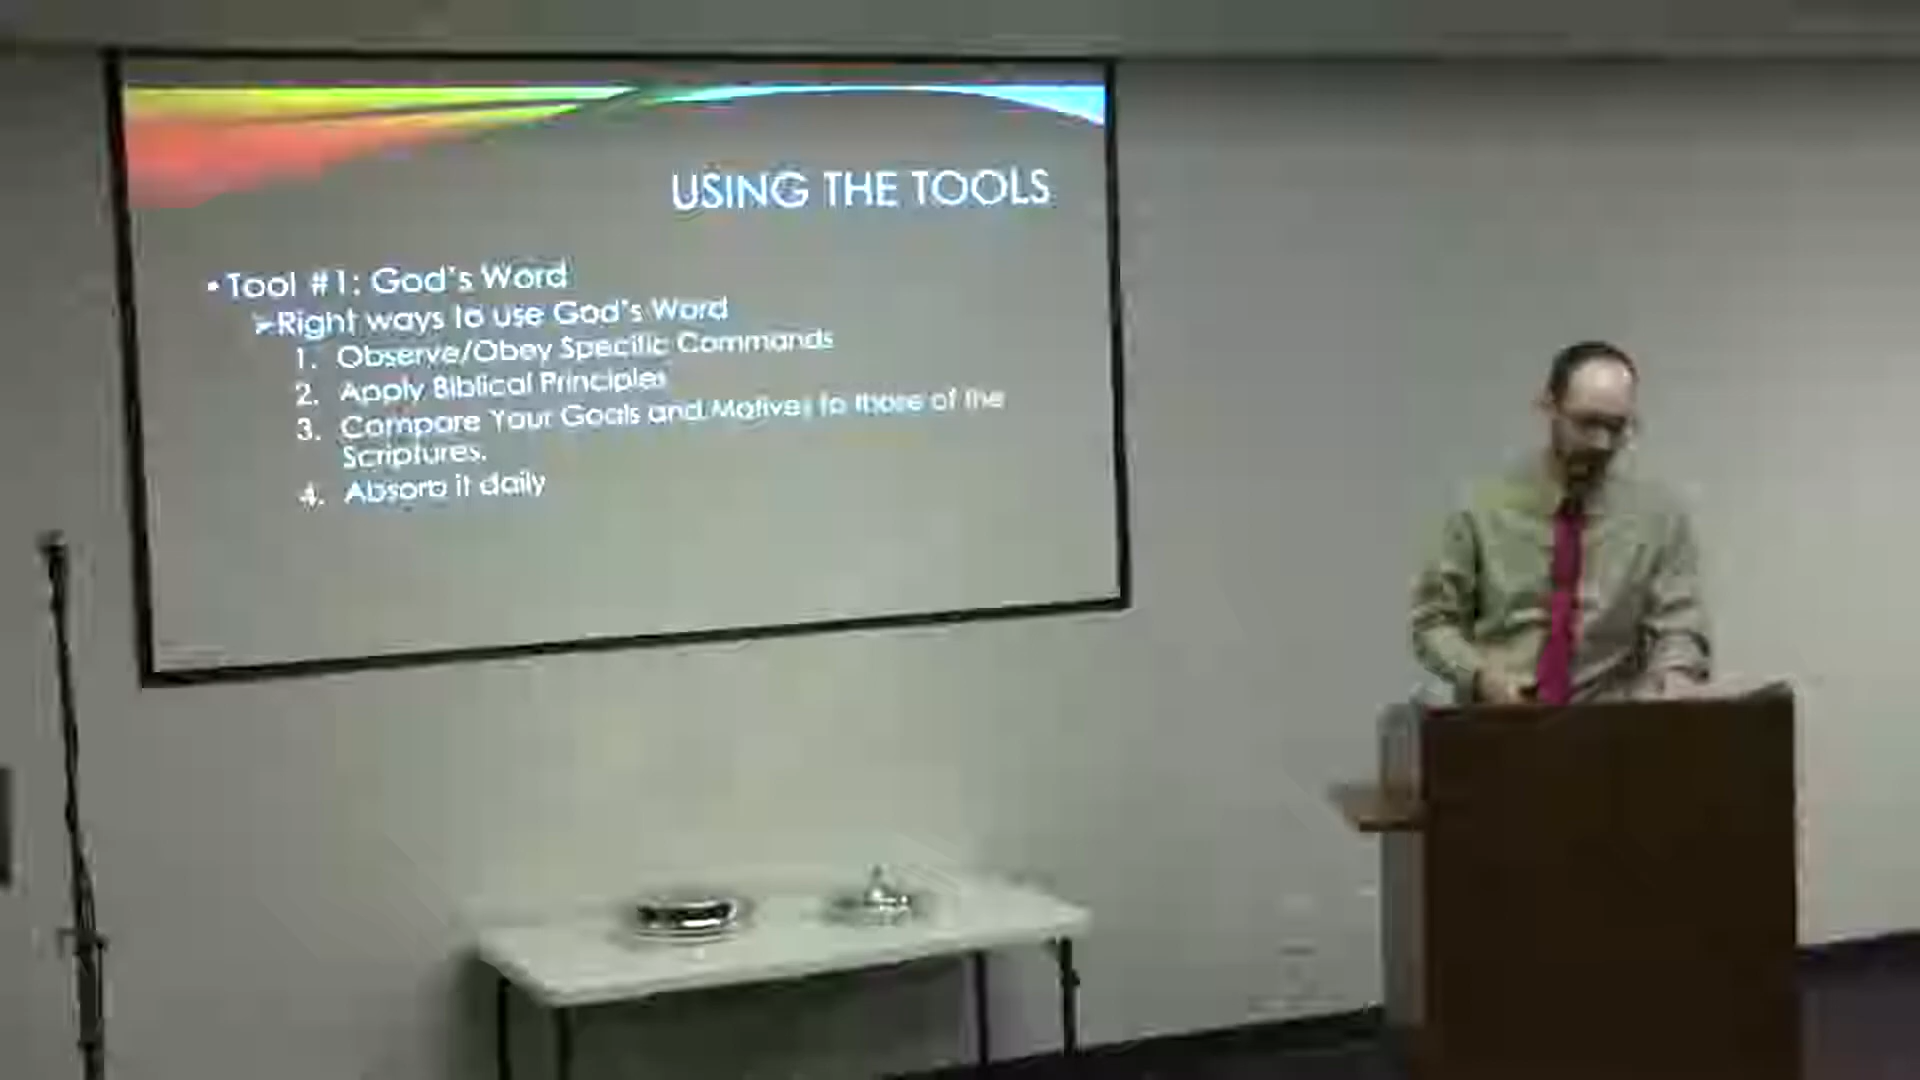 USING THE TOOLS
• Tool #1: God's Word
➢Right ways to use God's Word
1. Observe/Obey Specific Commands
2. Apply Biblical Principles
3. Compare Your Goals and Motives to those of the
Scriptures.
4. Absorb it daily